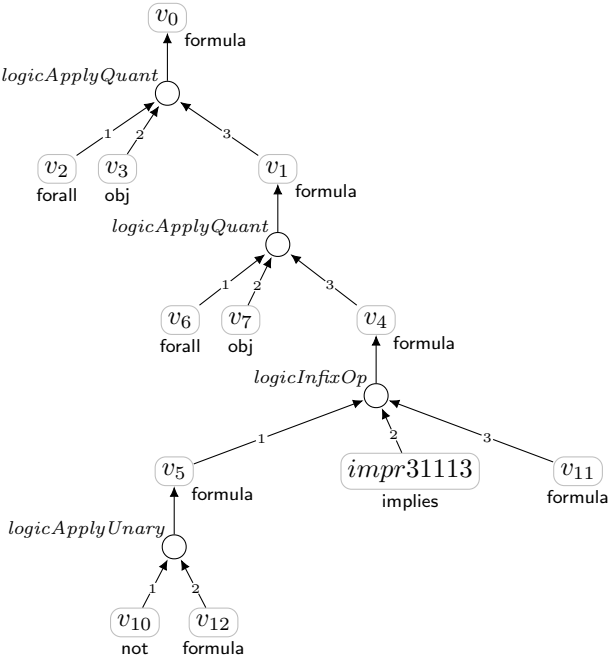 v0
formula
logicApplyQuant
1 2 3
v2 v3 v1
forall obj formula
logicApplyQuant
1 2 3
v6 v7 v4
forall obj formula
logicInfixOp
1 2 3
v5 impr31113 v11
formula implies formula
logicApplyUnary
1 2
v10 v12
not formula